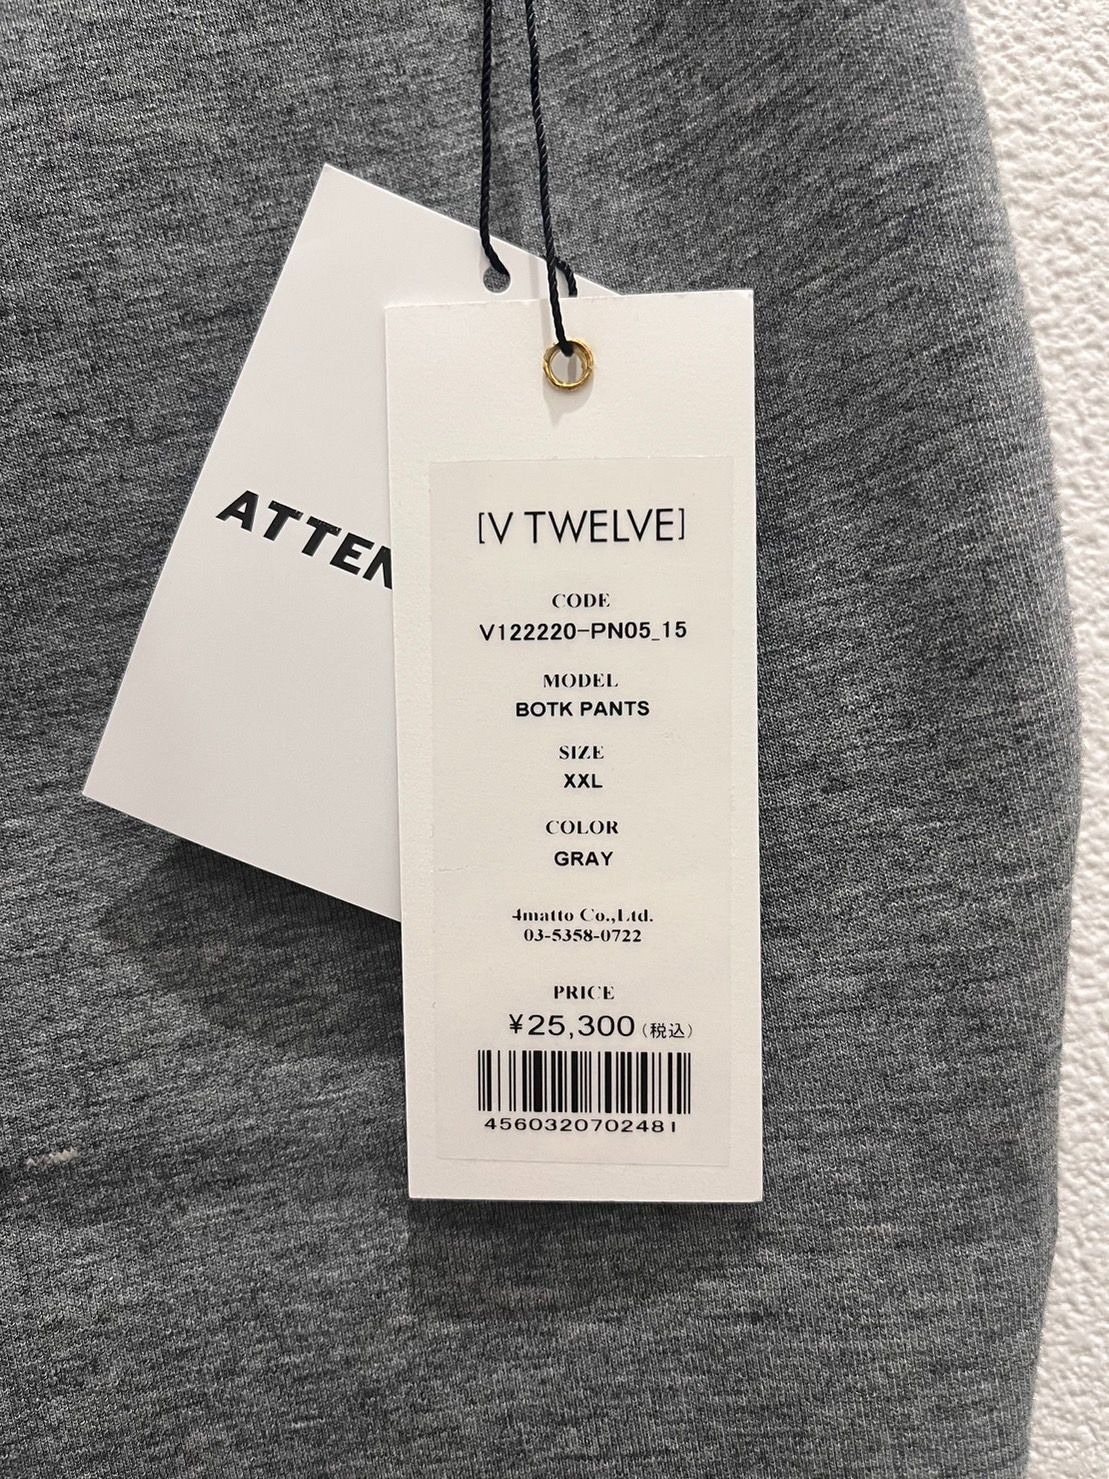 ATTEN
[V TWELVE]
CODE
V122220-PN05_15
MODEL
BOTK PANTS
SIZE
XXL
COLOR
GRAY
4matto Co.,Ltd.
03-5358-0722
PRICE
¥25,300(税込)
4560320702481